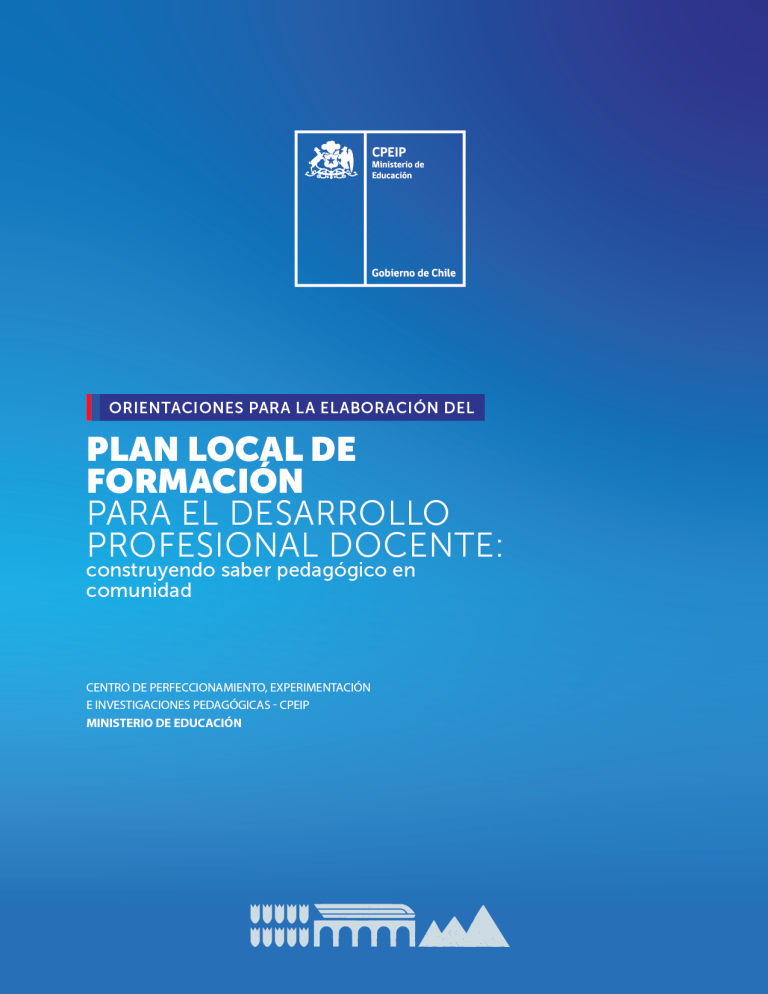 CPEIP
Ministerio de
Educación
Gobierno de Chile
ORIENTACIONES PARA LA ELABORACIÓN DEL
PLAN LOCAL DE
FORMACIÓN
PARA EL DESARROLLO
PROFESIONAL DOCENTE:
construyendo saber pedagógico en
comunidad
CENTRO DE PERFECCIONAMIENTO, EXPERIMENTACIÓN
E INVESTIGACIONES PEDAGÓGICAS - CPEIP
MINISTERIO DE EDUCACIÓN